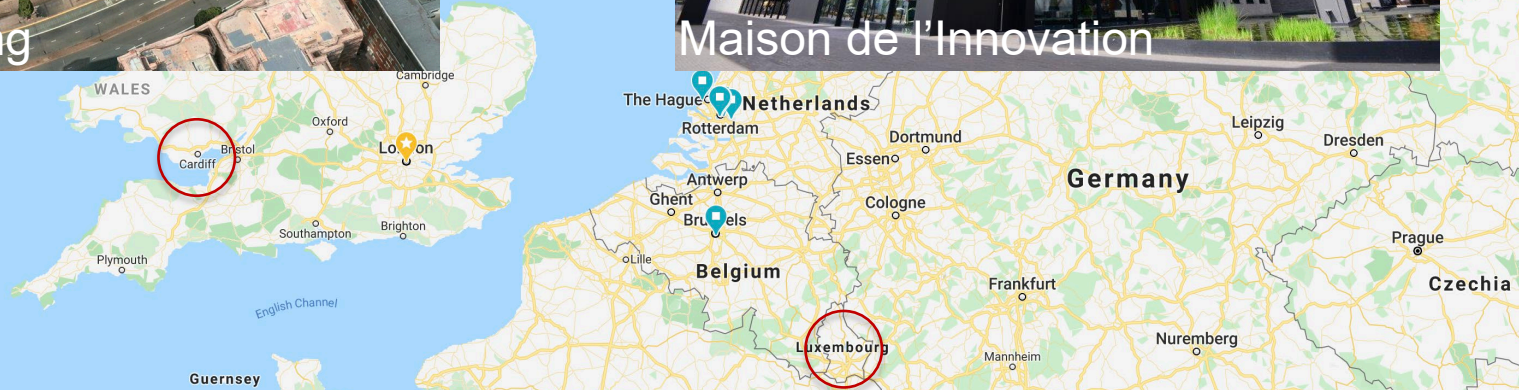 ng
Maison de l’Innovation
WALES
Cambridge
The Hague
Netherlands
Oxford
Rotterdam
Leipzig
Dortmund
Dresden
Bristol
London
Cardiff
Essen
Germany
Antwerp
Ghent
Cologne
Brussels
Southampton
Brighton
Prague
Plymouth
Lille
Belgium
Frankfurt
Czechia
English Channel
Nuremberg
Luxembourg
Mannheim
Guernsey